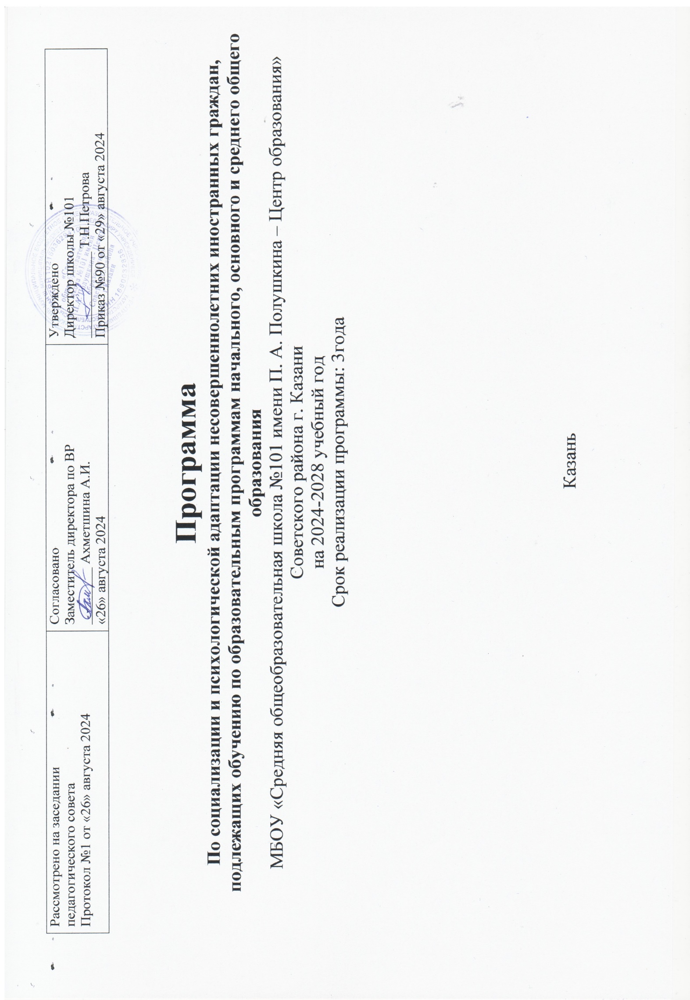 Рассмотрено на заседании
педагогического совета
Протокол №1 от «26» августа 2024
Согласовано
Заместитель директора по ВР
Ахметшина А.И.
«26» августа 2024
Утверждено
Директор школы №101
Т.Н.Петрова
Приказ №90 от «29» августа 2024
Программа
По социализации и психологической адаптации несовершеннолетних иностранных граждан,
подлежащих обучению по образовательным программам начального, основного и среднего общего
образования
МБОУ «Средняя общеобразовательная школа №101 имени П. А. Полушкина – Центр образования»
Советского района г. Казани
на 2024-2028 учебный год
Срок реализации программы: 3года
Казань